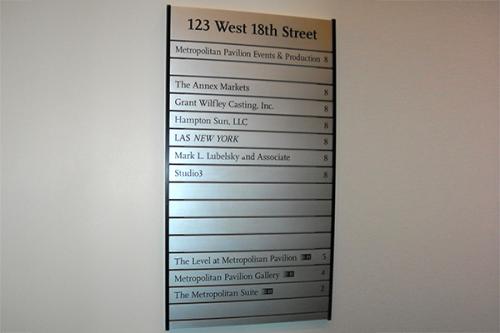 123 West 18th Street
Metropolitan Pavilion Events & Production 8
The Annex Markets 8
Grant Wilfley Casting, Inc. 8
Hampton Sun, LLC 8
LAS NEW YORK 8
Mark L. Lubelsky and Associate 8
Studio3 8
The Level at Metropolitan Pavilion 5
Metropolitan Pavilion Gallery 4
The Metropolitan Suite 2